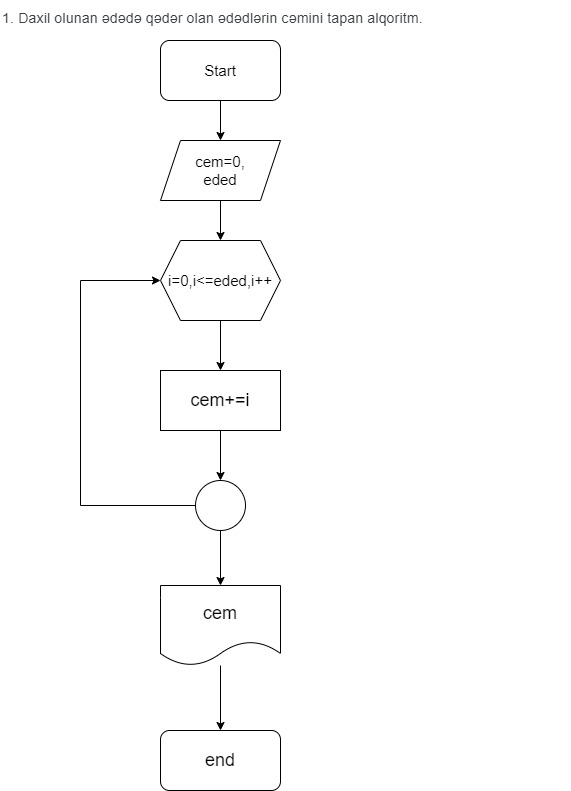 1. Daxil olunan ədədə qədər olan ədədlərin cəmini tapan alqoritm.
Start
cem=0,
eded
i=0,i<=eded,i++
cem+=i
cem
end